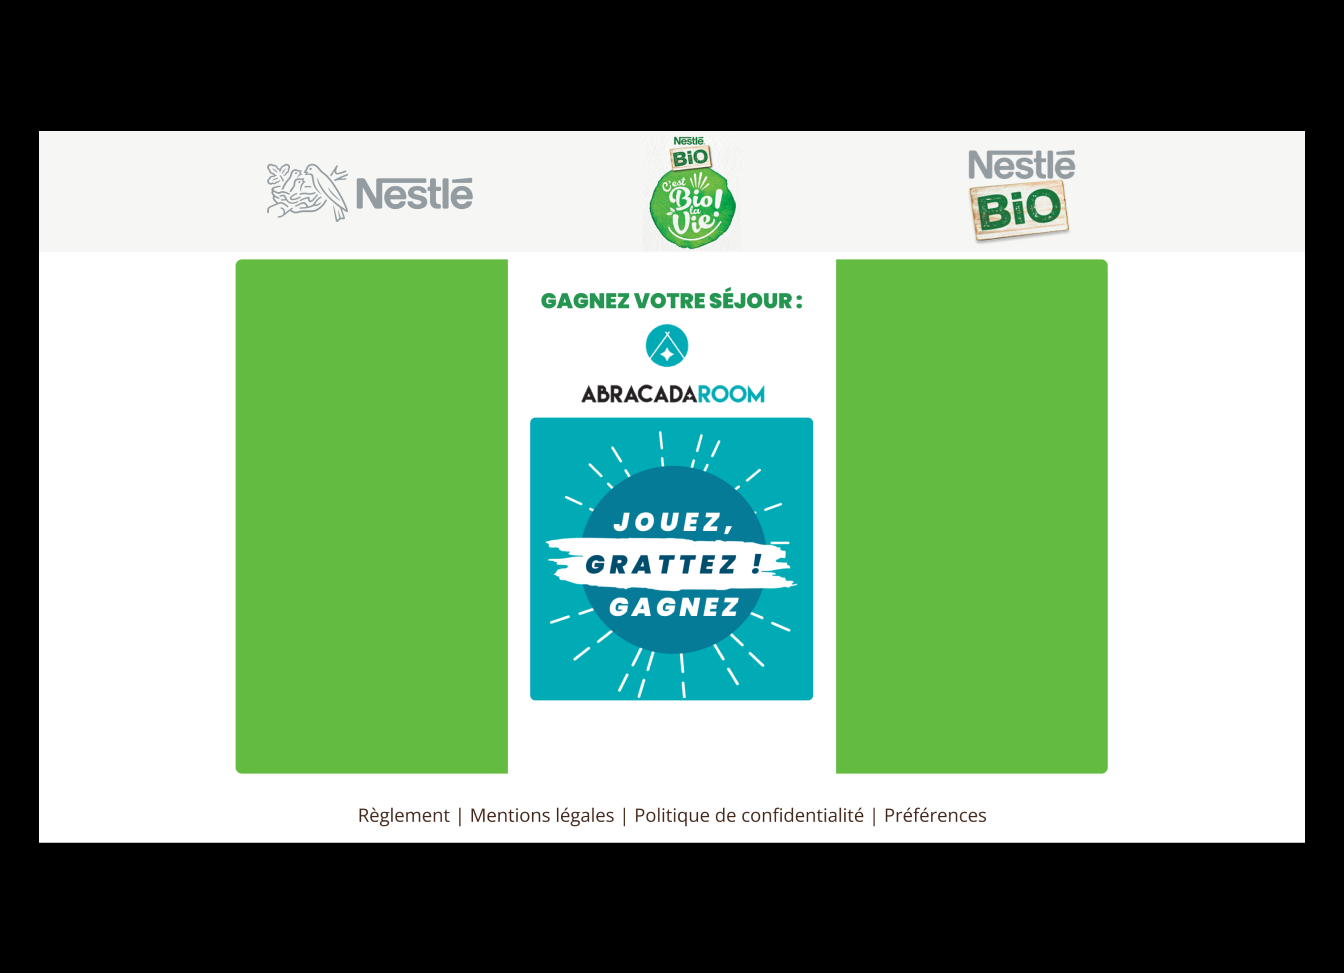 Nestlé
Nestlé
BiO
C'est
Bio
la
Vie!
Nestlé
BiO
GAGNEZ VOTRE SÉJOUR :
ABRACADAROOM
JOUEZ,
GRATTEZ !
GAGNEZ
Règlement | Mentions légales | Politique de confidentialité | Préférences